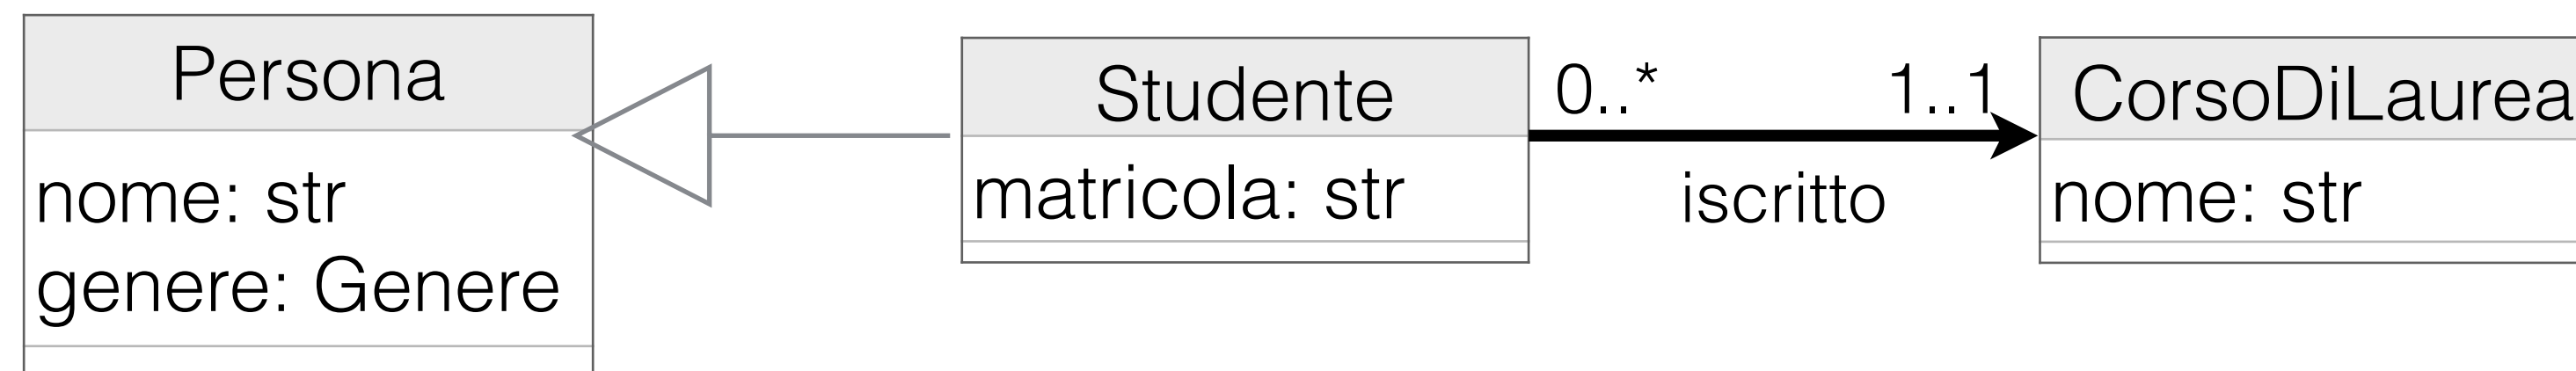 Persona
nome: str
genere: Genere
Studente
matricola: str
0..*
1..1
iscritto
CorsoDiLaurea
nome: str